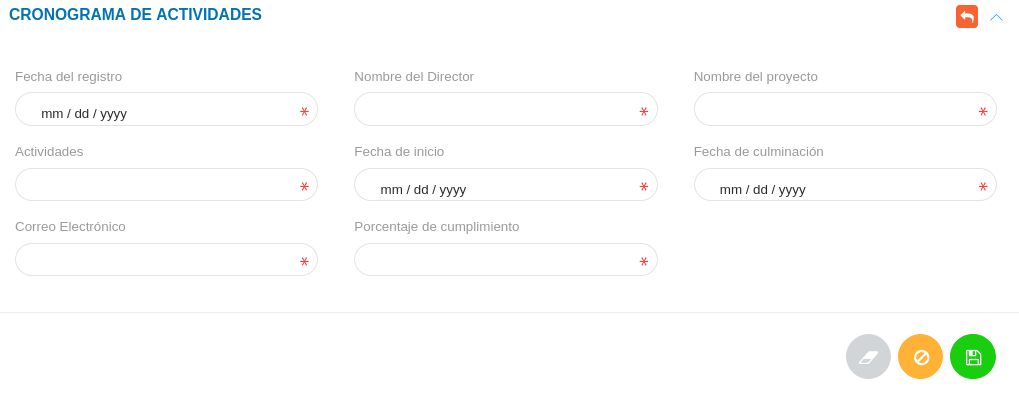 CRONOGRAMA DE ACTIVIDADES
Fecha del registro
Nombre del Director
Nombre del proyecto
mm / dd / yyyy
*
*
*
Actividades
Fecha de inicio
Fecha de culminación
*
mm / dd / yyyy
*
mm / dd / yyyy
*
Correo Electrónico
Porcentaje de cumplimiento
*
*